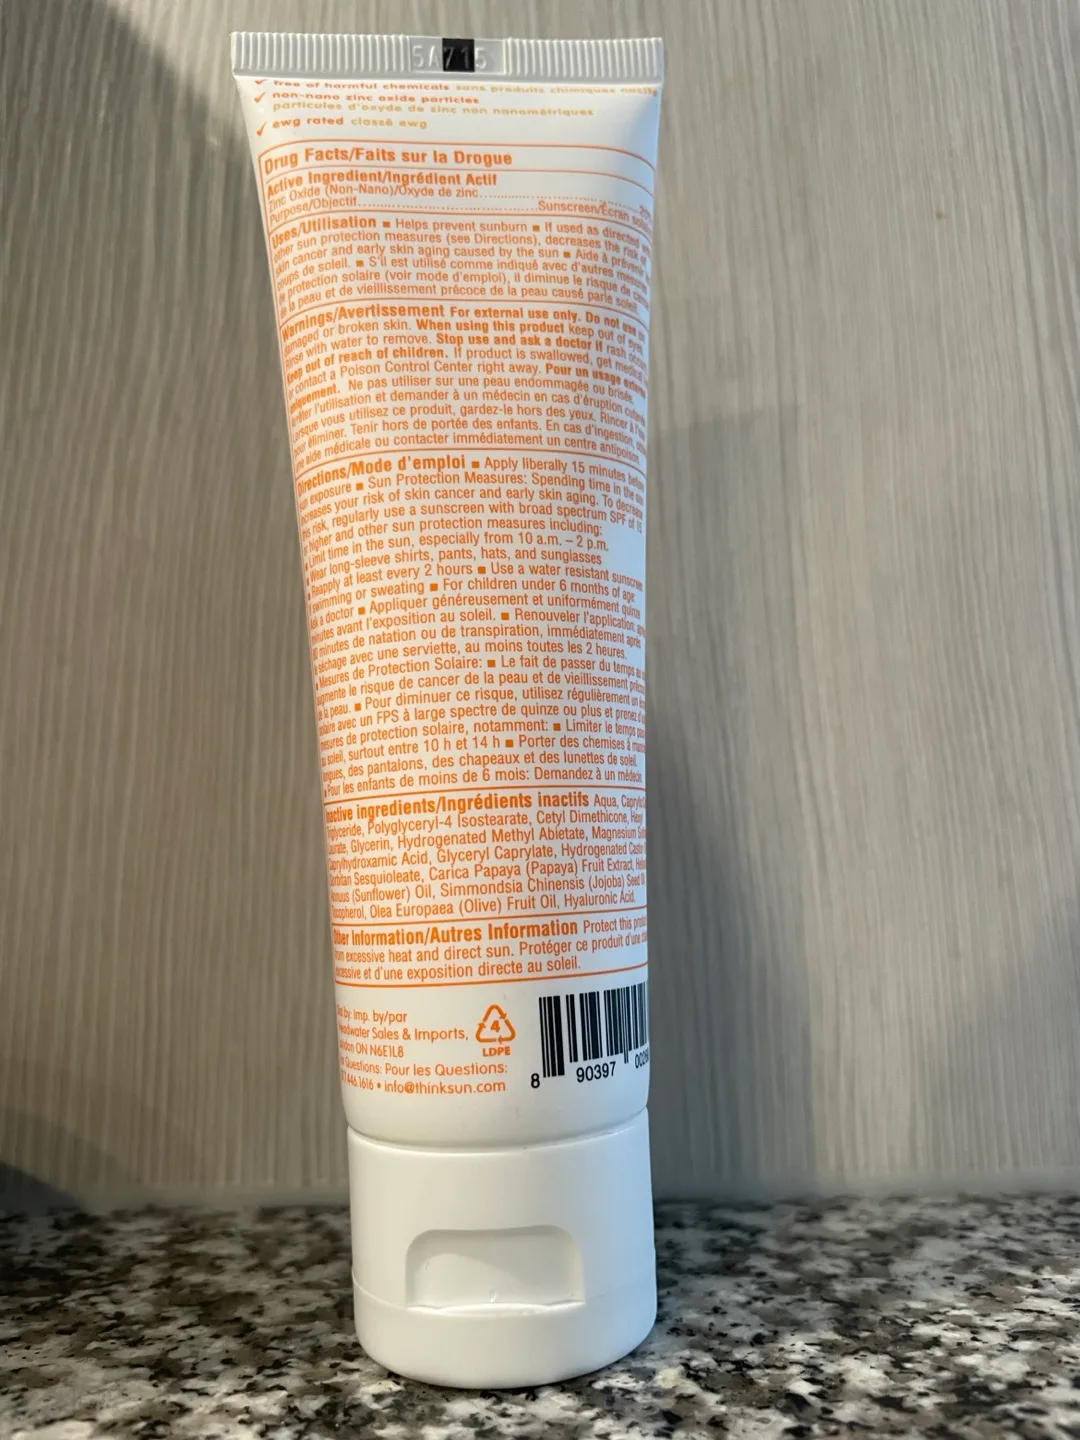 5A715
free of harmful chemicals sans produits chimiques nocifs
non-nano zinc oxide particles
particules d'oxyde de zinc non nanométriques
ewg rated classé ewg
Drug Facts/Faits sur la Drogue
Active Ingredient/Ingrédient Actif
Zinc Oxide (Non-Nano)/Oxyde de zinc
Purpose/Objectif Sunscreen/Écran
Uses/Utilisation ■ Helps prevent sunburn ■ If used as directed
other sun protection measures (see Directions), decreases the risk of
skin cancer and early skin aging caused by the sun ■ Aide à prévenir
coups de soleil. ■ S'il est utilisé comme indiqué avec d'autres mesures
de protection solaire (voir mode d'emploi), il diminue le risque de
de la peau et de vieillissement précoce de la peau causé parle soleil.
Warnings/Avertissement For external use only. Do not use on
damaged or broken skin. When using this product keep out of eyes.
Rinse with water to remove. Stop use and ask a doctor if rash
Keep out of reach of children. If product is swallowed, get medical
or contact a Poison Control Center right away. Pour un usage externe
uniquement. Ne pas utiliser sur une peau endommagée ou brisée.
l'utilisation et demander à un médecin en cas d'éruption
Lorsque vous utilisez ce produit, gardez-le hors des yeux. Rincer à
pour éliminer. Tenir hors de portée des enfants. En cas d'ingestion,
une aide médicale ou contacter immédiatement un centre antipoison.
Directions/Mode d'emploi ■ Apply liberally 15 minutes before
sun exposure ■ Sun Protection Measures: Spending time in the sun
increases your risk of skin cancer and early skin aging. To decrease
this risk, regularly use a sunscreen with broad spectrum SPF of 15
or higher and other sun protection measures including:
■ Limit time in the sun, especially from 10 a.m. – 2 p.m.
■ Wear long-sleeve shirts, pants, hats, and sunglasses
■ Reapply at least every 2 hours ■ Use a water resistant sunscreen
if swimming or sweating ■ For children under 6 months of age:
Ask a doctor ■ Appliquer généreusement et uniformément quinze
minutes avant l'exposition au soleil. ■ Renouveler l'application:
80 minutes de natation ou de transpiration, immédiatement après
le séchage avec une serviette, au moins toutes les 2 heures.
■ Mesures de Protection Solaire: ■ Le fait de passer du temps au
augmente le risque de cancer de la peau et de vieillissement
de la peau. ■ Pour diminuer ce risque, utilisez régulièrement un
solaire avec un FPS à large spectre de quinze ou plus et prenez
mesures de protection solaire, notamment: ■ Limiter le temps
au soleil, surtout entre 10 h et 14 h ■ Porter des chemises à
longues, des pantalons, des chapeaux et des lunettes de soleil.
■ Pour les enfants de moins de 6 mois: Demandez à un médecin
Inactive ingredients/Ingrédients inactifs Aqua,
Triglyceride, Polyglyceryl-4 Isostearate, Cetyl Dimethicone, Hexyl
Laurate, Glycerin, Hydrogenated Methyl Abietate, Magnesium
Caprylhydroxamic Acid, Glyceryl Caprylate, Hydrogenated Castor
Sorbitan Sesquioleate, Carica Papaya (Papaya) Fruit Extract,
Annuus (Sunflower) Oil, Simmondsia Chinensis (Jojoba) Seed
Tocopherol, Olea Europaea (Olive) Fruit Oil, Hyaluronic Acid.
Other Information/Autres Information Protect this
from excessive heat and direct sun. Protéger ce produit d'une
excessive et d'une exposition directe au soleil.
by: Imp. by/par
Headwater Sales & Imports,
London ON N6E1L8
Questions: Pour les Questions:
446.1616 • info@thinksun.com
4
LDPE
8 90397